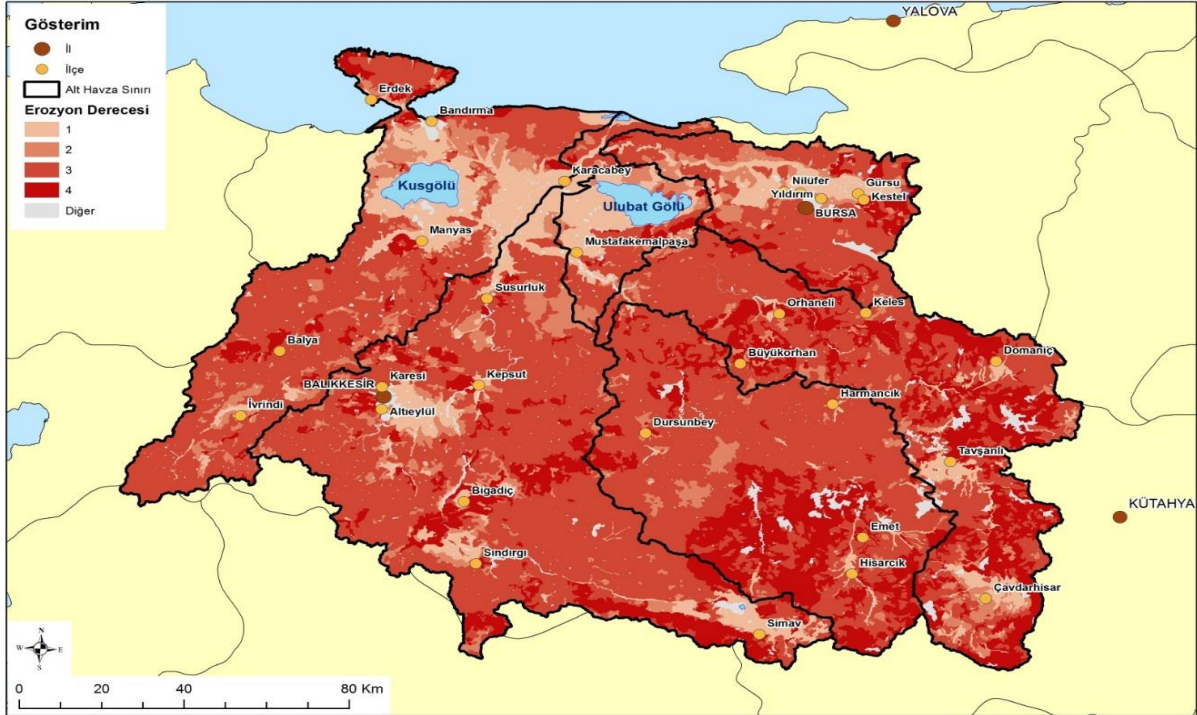 Gösterim
İl
İlçe
Alt Havza Sınırı
Erozyon Derecesi
1
2
3
4
Diğer
YALOVA
Erdek
Bandırma
Karacabey
Kusgölü
Ulubat Gölü
Nilüfer
Yıldırım
BURSA
Gürsu
Kestel
Manyas
Mustafakemalpaşa
Susurluk
Orhaneli
Keles
Balya
Büyükorhan
Domaniç
BALIKKESİR
Karesi
Kepsut
Harmancık
İvrindi
Altıeylül
Dursunbey
Tavşanlı
Bigadiç
KÜTAHYA
Emet
Sındırgı
Hisarcık
Çavdarhisar
Simav
N
W E
S
0 20 40 80 Km